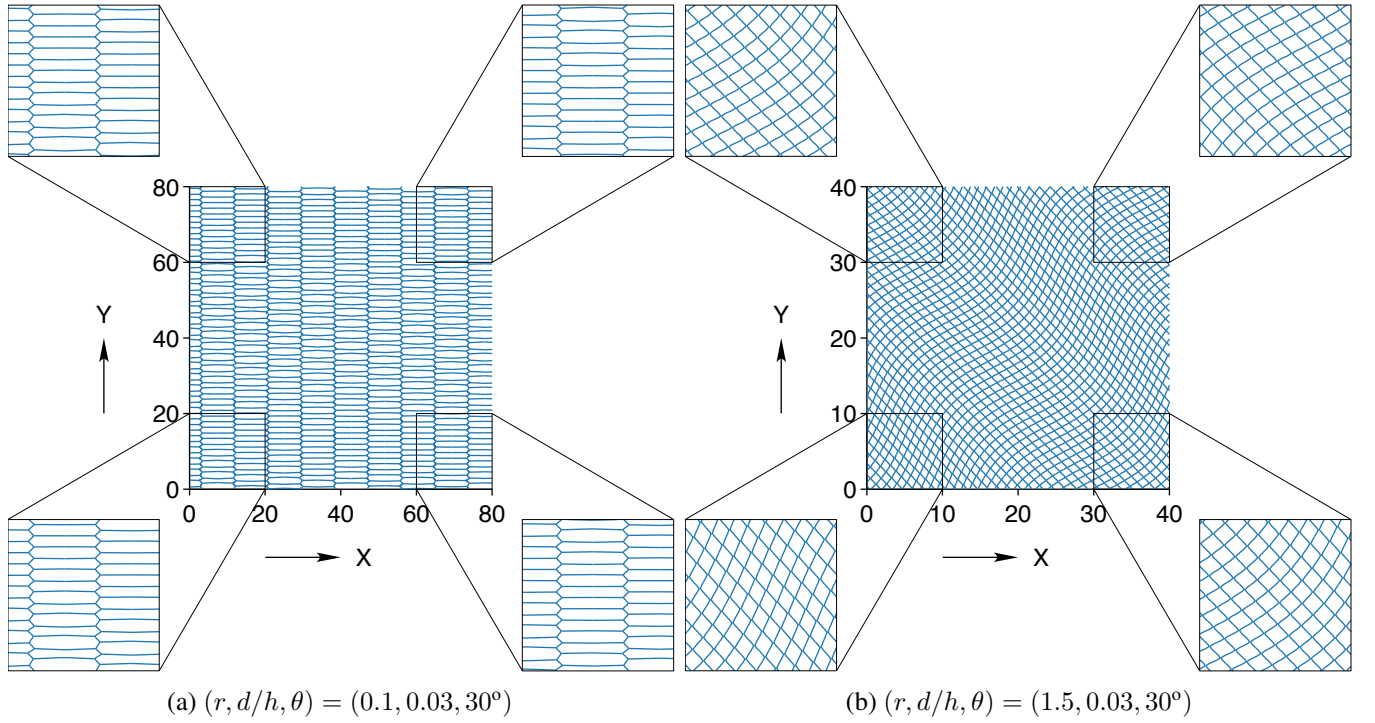 80
60
40
20
0
0 20 40 60 80
Y
X
40
30
20
10
0
0 10 20 30 40
Y
X
(a) (r, d/h, θ) = (0.1, 0.03, 30º)
(b) (r, d/h, θ) = (1.5, 0.03, 30º)